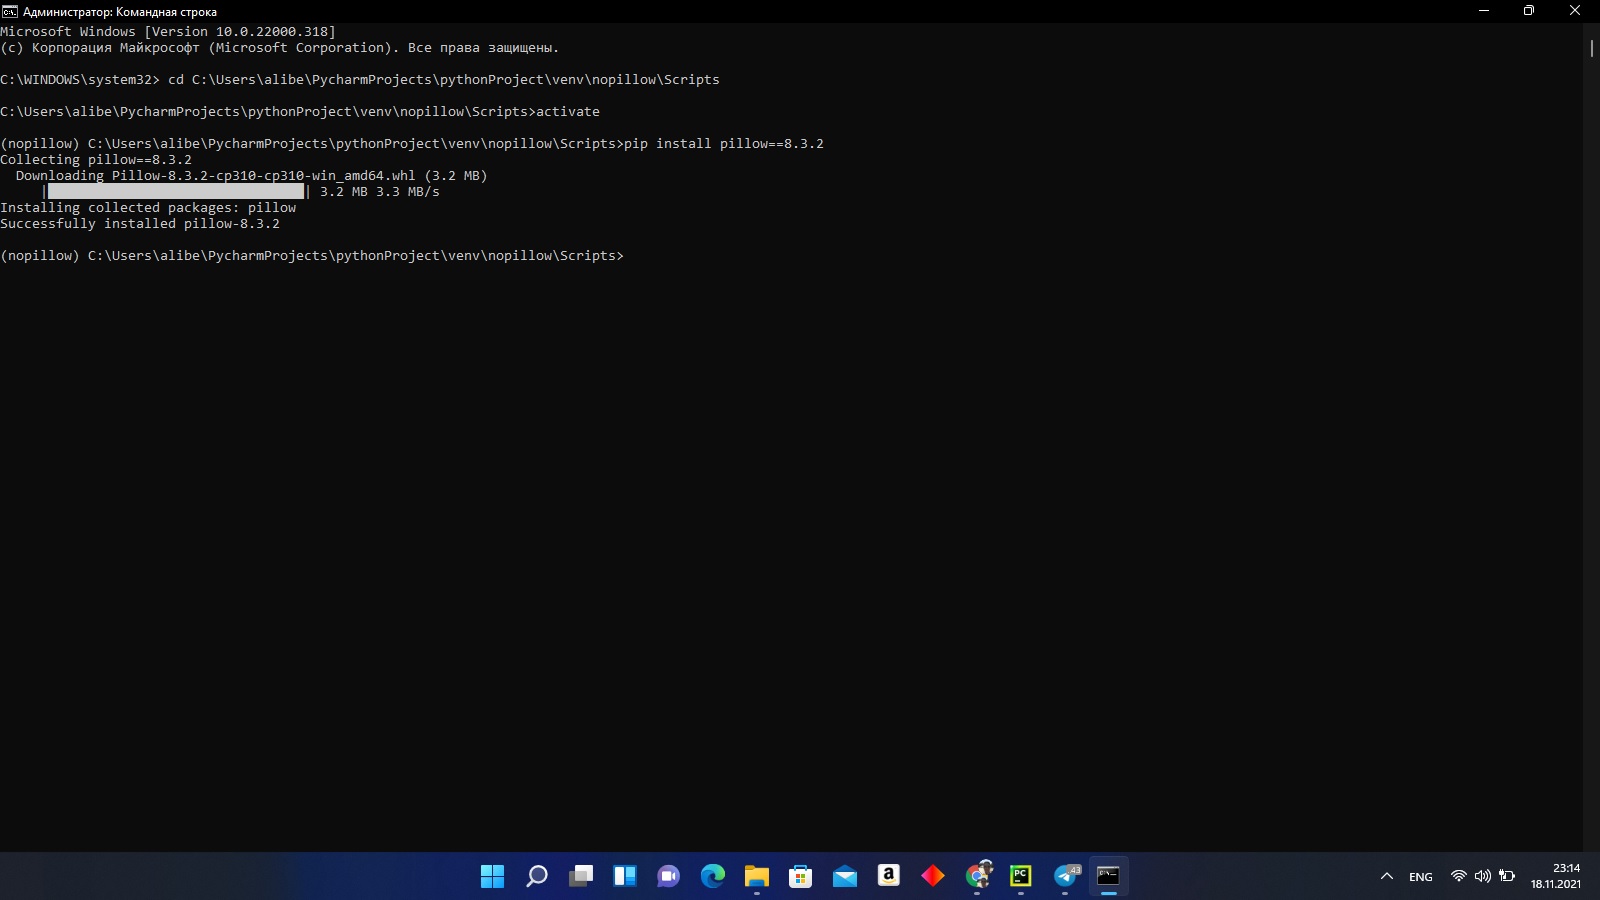 Администратор: Командная строка
Microsoft Windows [Version 10.0.22000.318]
(c) Корпорация Майкрософт (Microsoft Corporation). Все права защищены.
C:\WINDOWS\system32> cd C:\Users\alibe\PycharmProjects\pythonProject\venv\nopillow\Scripts
C:\Users\alibe\PycharmProjects\pythonProject\venv\nopillow\Scripts>activate
(nopillow) C:\Users\alibe\PycharmProjects\pythonProject\venv\nopillow\Scripts>pip install pillow==8.3.2
Collecting pillow==8.3.2
Downloading Pillow-8.3.2-cp310-cp310-win_amd64.whl (3.2 MB)
| | 3.2 MB 3.3 MB/s
Installing collected packages: pillow
Successfully installed pillow-8.3.2
(nopillow) C:\Users\alibe\PycharmProjects\pythonProject\venv\nopillow\Scripts>
a
PC
43
ENG
23:14
18.11.2021